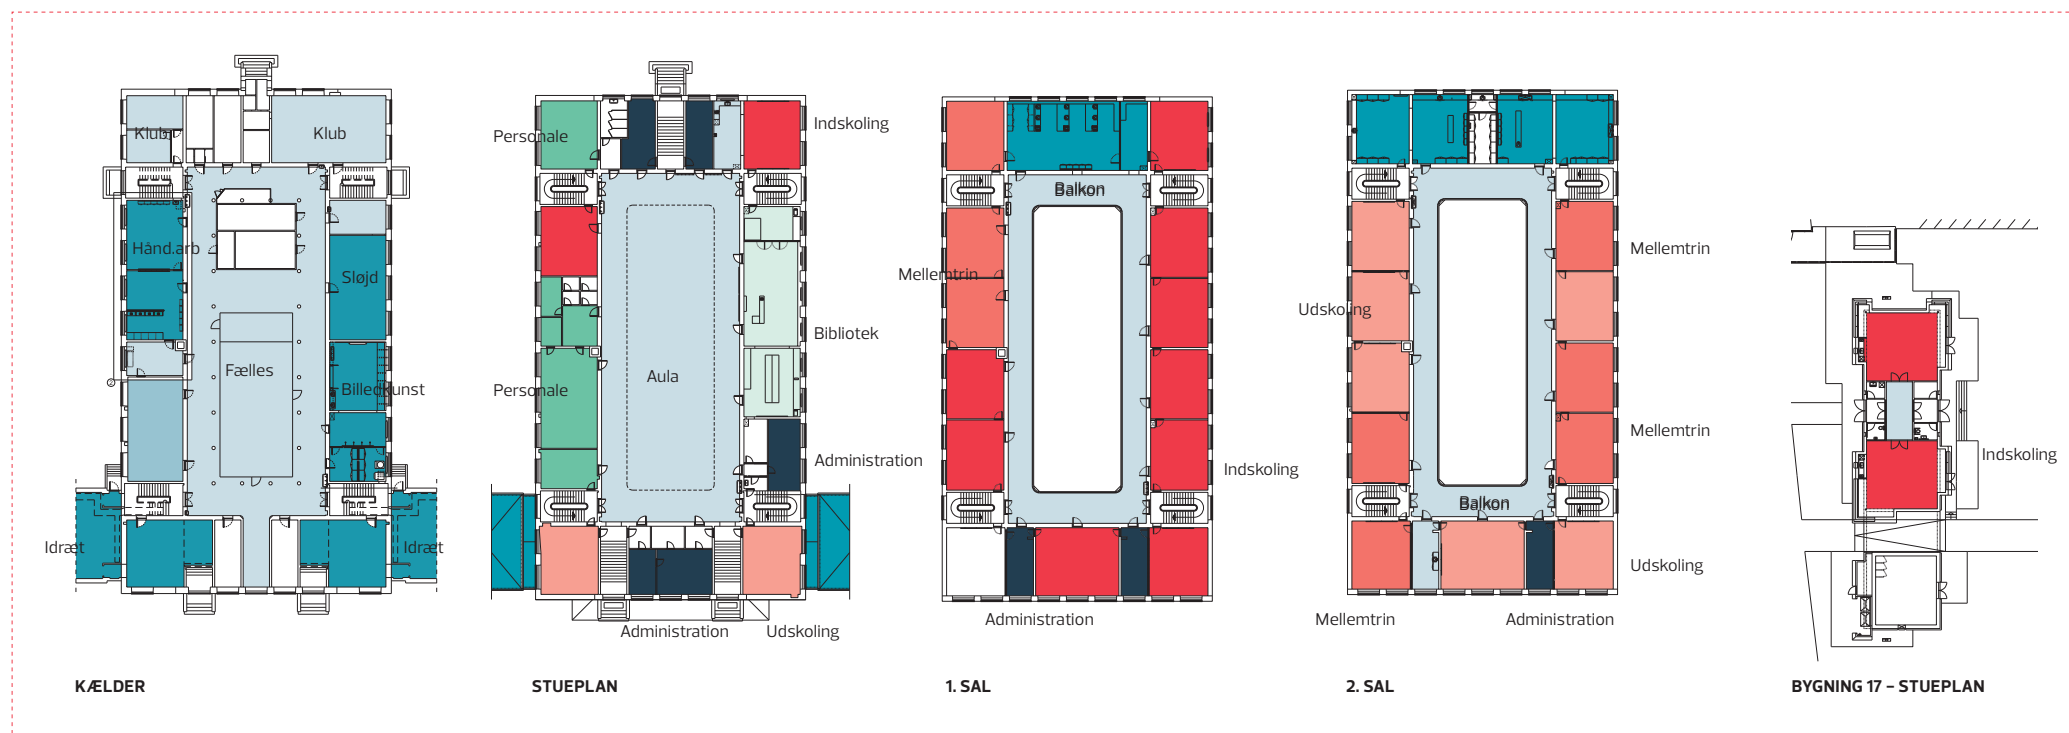 Klub
Klub
Hånd.arb
Sløjd
Fælles
Billedkunst
Idræt
Idræt
KÆLDER
Personale
Indskoling
Bibliotek
Aula
Personale
Administration
Administration
Udskoling
STUEPLAN
Balkon
Mellemtrin
Indskoling
Administration
1. SAL
Mellemtrin
Udskoling
Mellemtrin
Balkon
Udskoling
Mellemtrin
Administration
2. SAL
Indskoling
BYGNING 17 – STUEPLAN